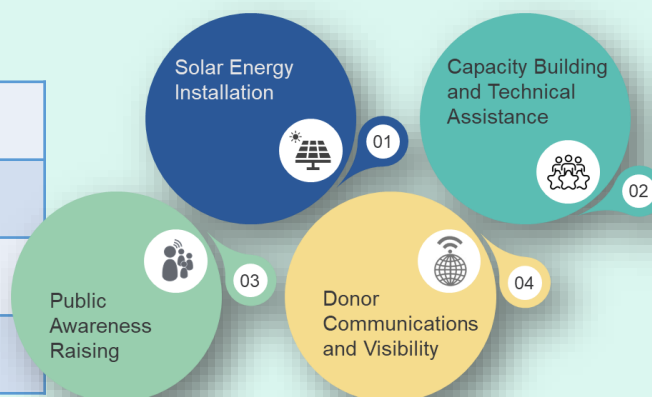 Solar Energy
Installation
01
Capacity Building
and Technical
Assistance
02
Public
Awareness
Raising
03
Donor
Communications
and Visibility
04